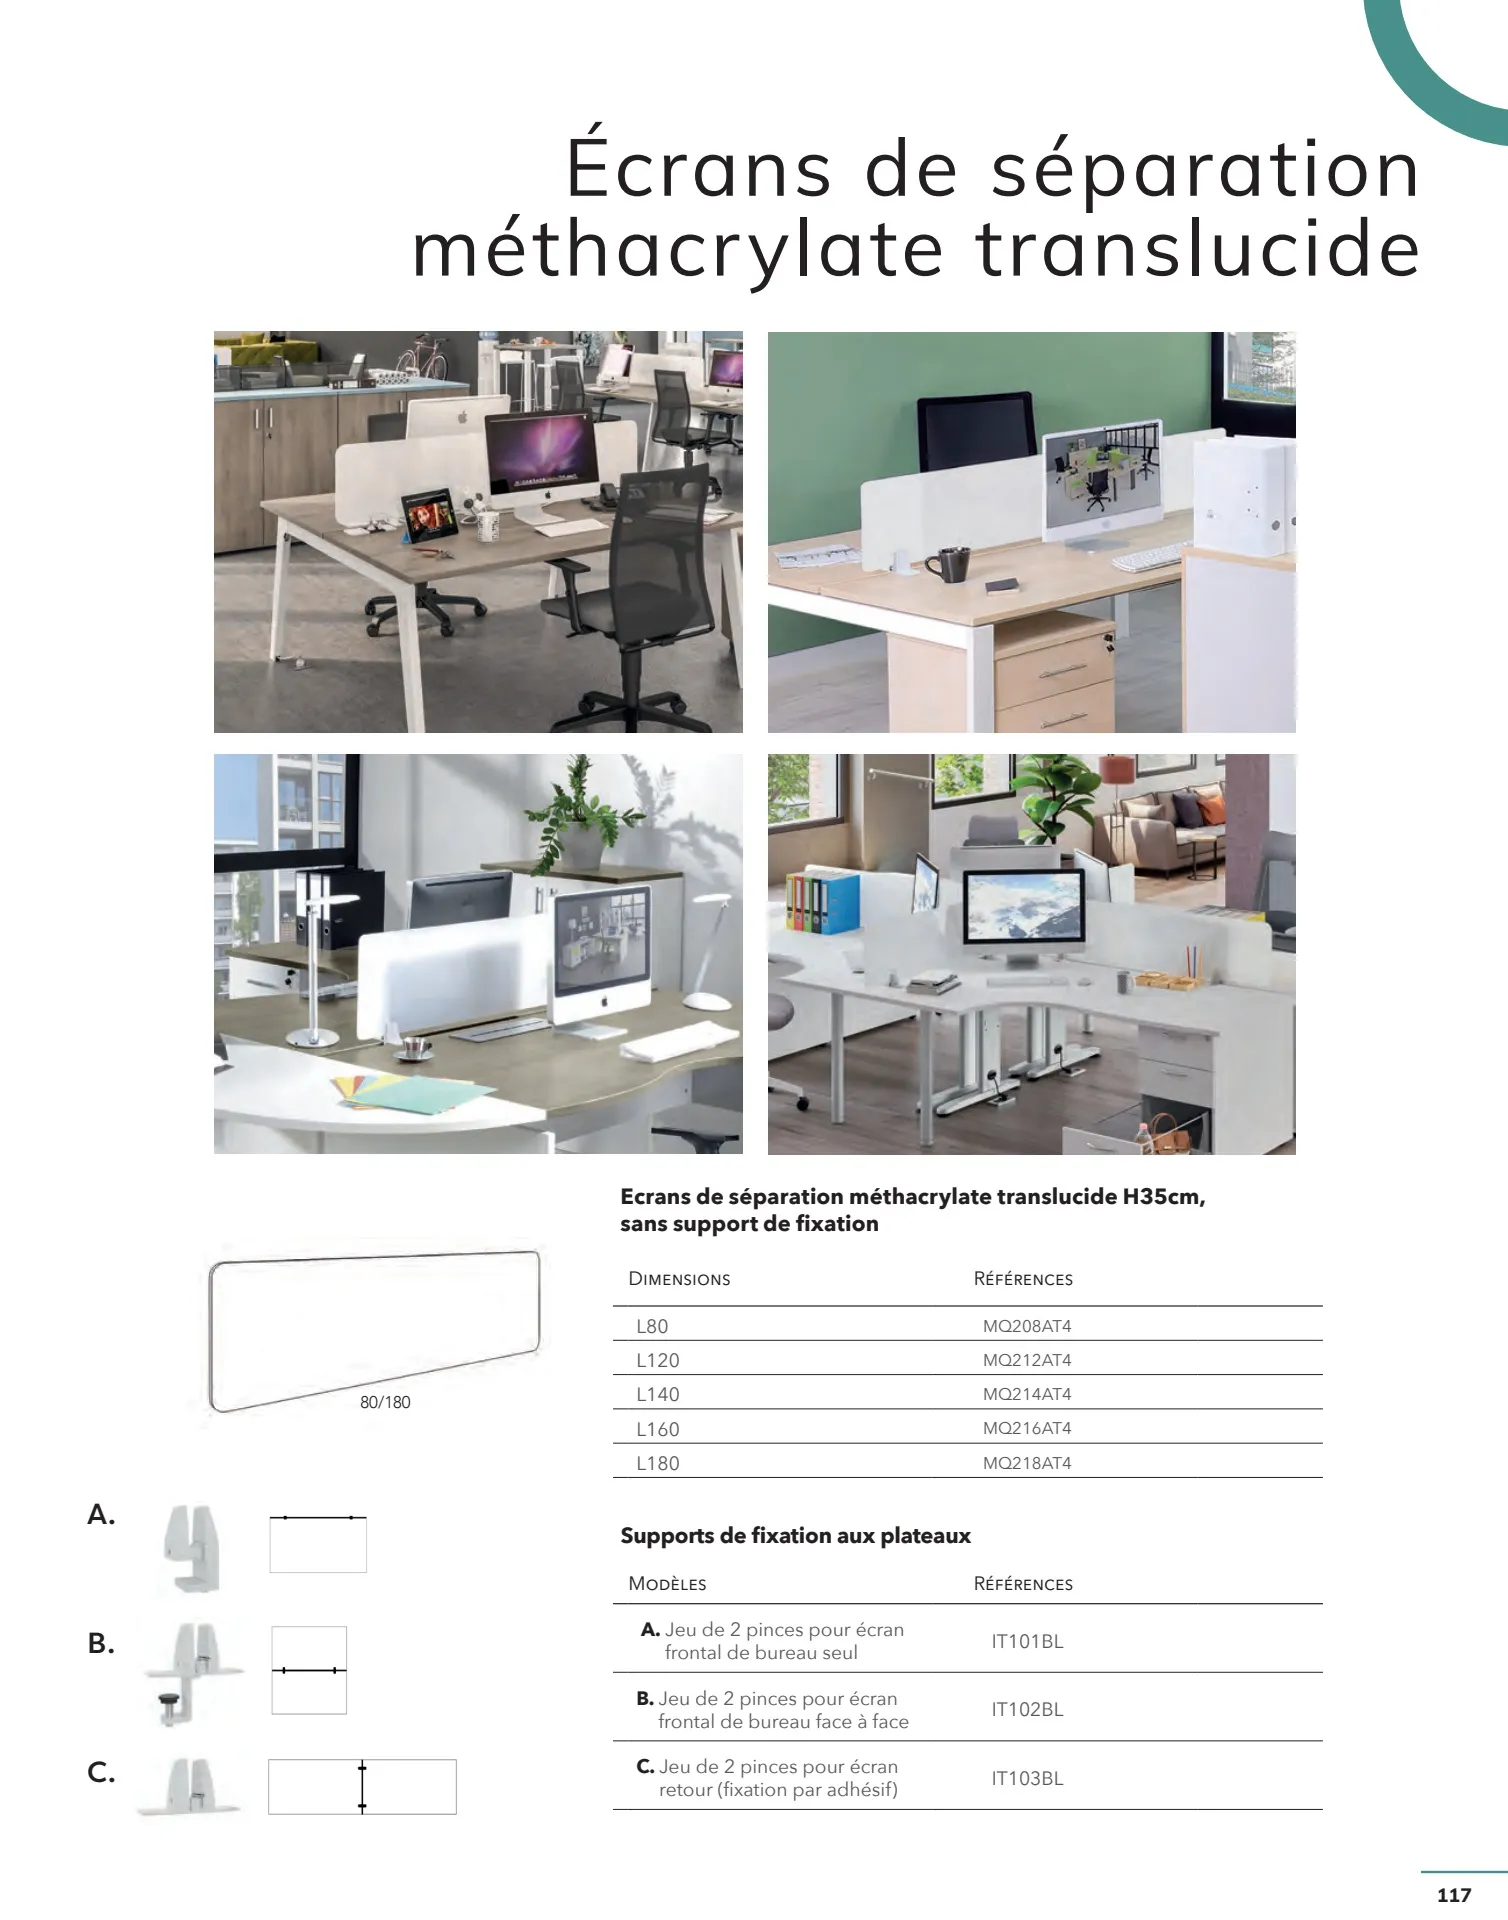 Écrans de séparation
méthacrylate translucide
Ecrans de séparation méthacrylate translucide H35cm,
sans support de fixation
Dimensions Références
L80 MQ208AT4
L120 MQ212AT4
L140 MQ214AT4
L160 MQ216AT4
L180 MQ218AT4
80/180
A.
B.
C.
Supports de fixation aux plateaux
Modèles Références
A. Jeu de 2 pinces pour écran
frontal de bureau seul
IT101BL
B. Jeu de 2 pinces pour écran
frontal de bureau face à face
IT102BL
C. Jeu de 2 pinces pour écran
retour (fixation par adhésif)
IT103BL
117